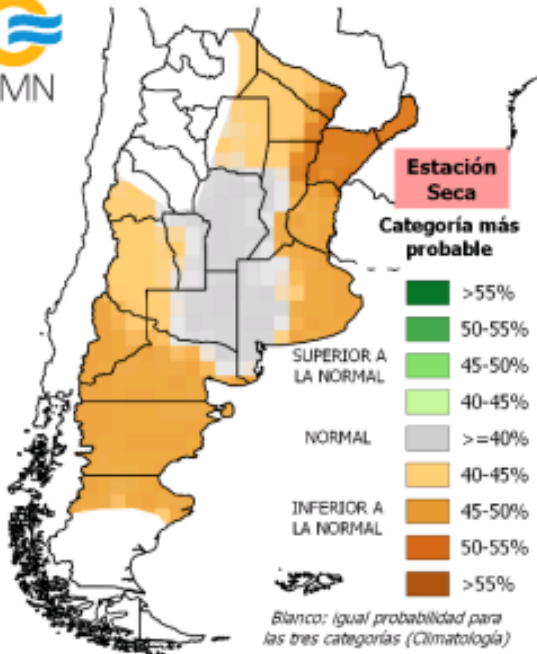 SMN
Estación
Seca
Categoría más
probable
>55%
50-55%
SUPERIOR A
LA NORMAL
45-50%
40-45%
NORMAL
>=40%
40-45%
INFERIOR A
LA NORMAL
45-50%
50-55%
>55%
Blanco: igual probabilidad para
las tres categorías (Climatología)